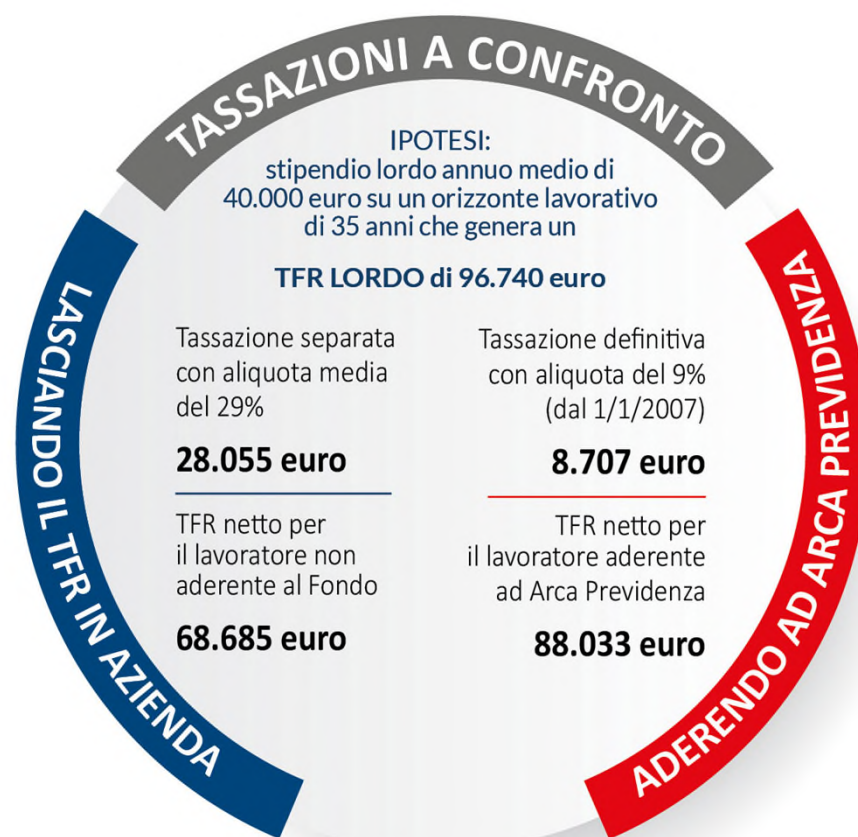 TASSAZIONI A CONFRONTO
IPOTESI:
stipendio lordo annuo medio di
40.000 euro su un orizzonte lavorativo
di 35 anni che genera un
TFR LORDO di 96.740 euro
LASCIANDO IL TFR IN AZIENDA
Tassazione separata
con aliquota media
del 29%
28.055 euro
TFR netto per
il lavoratore non
aderente al Fondo
68.685 euro
Tassazione definitiva
con aliquota del 9%
(dal 1/1/2007)
8.707 euro
TFR netto per
il lavoratore aderente
ad Arca Previdenza
88.033 euro
ADERENDO AD ARCA PREVIDENZA